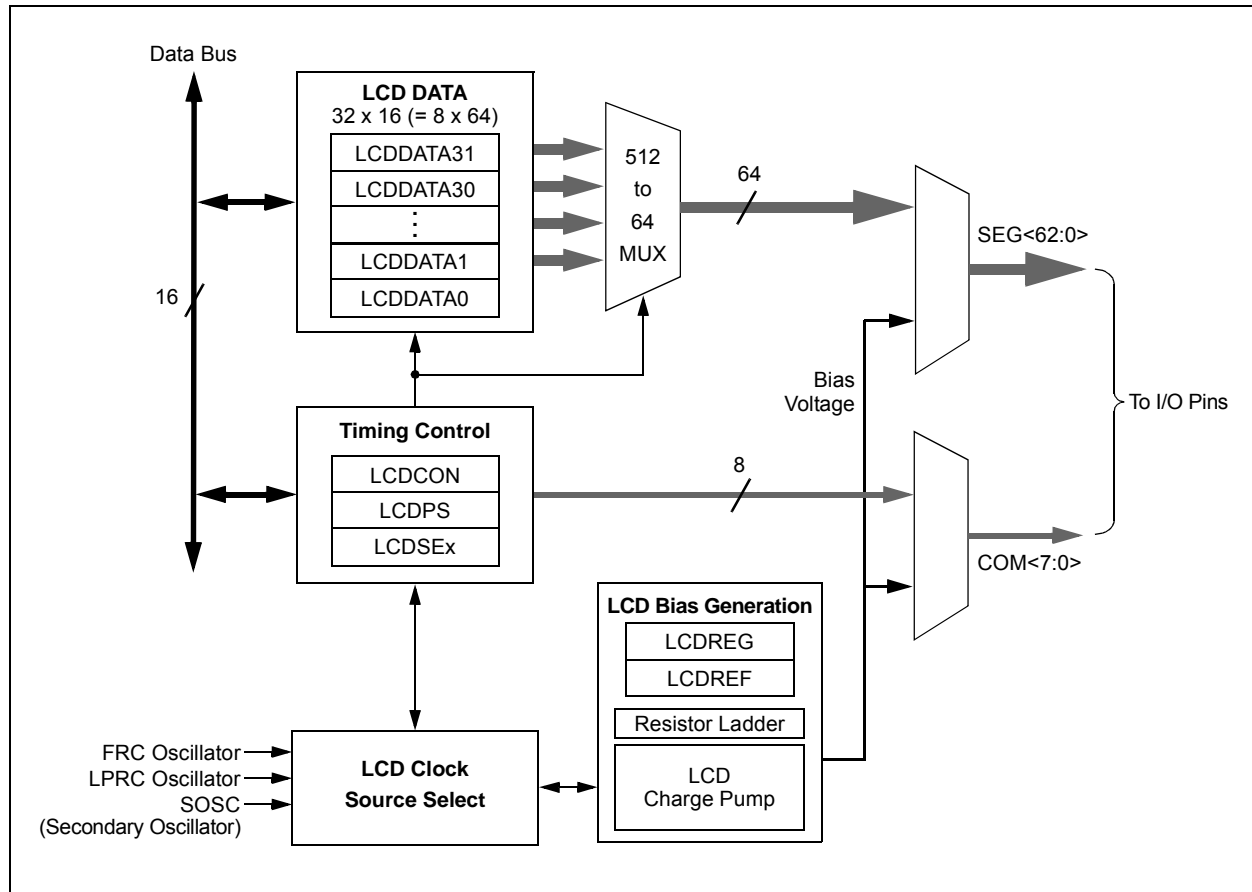 Data Bus
16
LCD DATA
32 x 16 (= 8 x 64)
LCDDATA31
LCDDATA30
⋮
LCDDATA1
LCDDATA0
512
to
64
MUX
64
SEG<62:0>
Bias
Voltage
To I/O Pins
Timing Control
LCDCON
LCDPS
LCDSEx
8
COM<7:0>
LCD Bias Generation
LCDREG
LCDREF
Resistor Ladder
LCD
Charge Pump
FRC Oscillator
LPRC Oscillator
SOSC
(Secondary Oscillator)
LCD Clock
Source Select